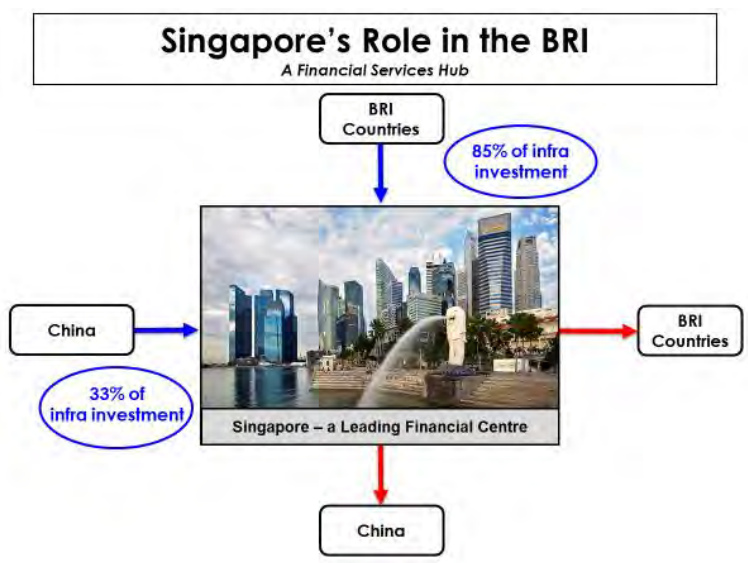 Singapore's Role in the BRI
A Financial Services Hub
BRI
Countries
85% of infra
investment
China
BRI
Countries
33% of
infra investment
Singapore – a Leading Financial Centre
China